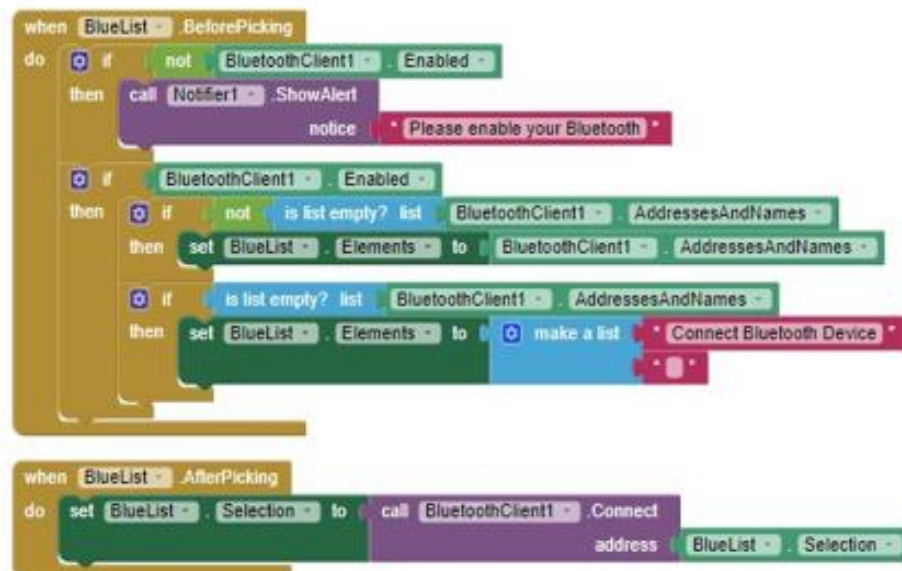 when BlueList .BeforePicking
do if not BluetoothClient1 . Enabled
then call Notifier1 .ShowAlert
notice " Please enable your Bluetooth "
if BluetoothClient1 . Enabled
then if not is list empty? list BluetoothClient1 . AddressesAndNames
then set BlueList . Elements to BluetoothClient1 . AddressesAndNames
if is list empty? list BluetoothClient1 . AddressesAndNames
then set BlueList . Elements to make a list " Connect Bluetooth Device "
" "
when BlueList .AfterPicking
do set BlueList . Selection to call BluetoothClient1 .Connect
address BlueList . Selection